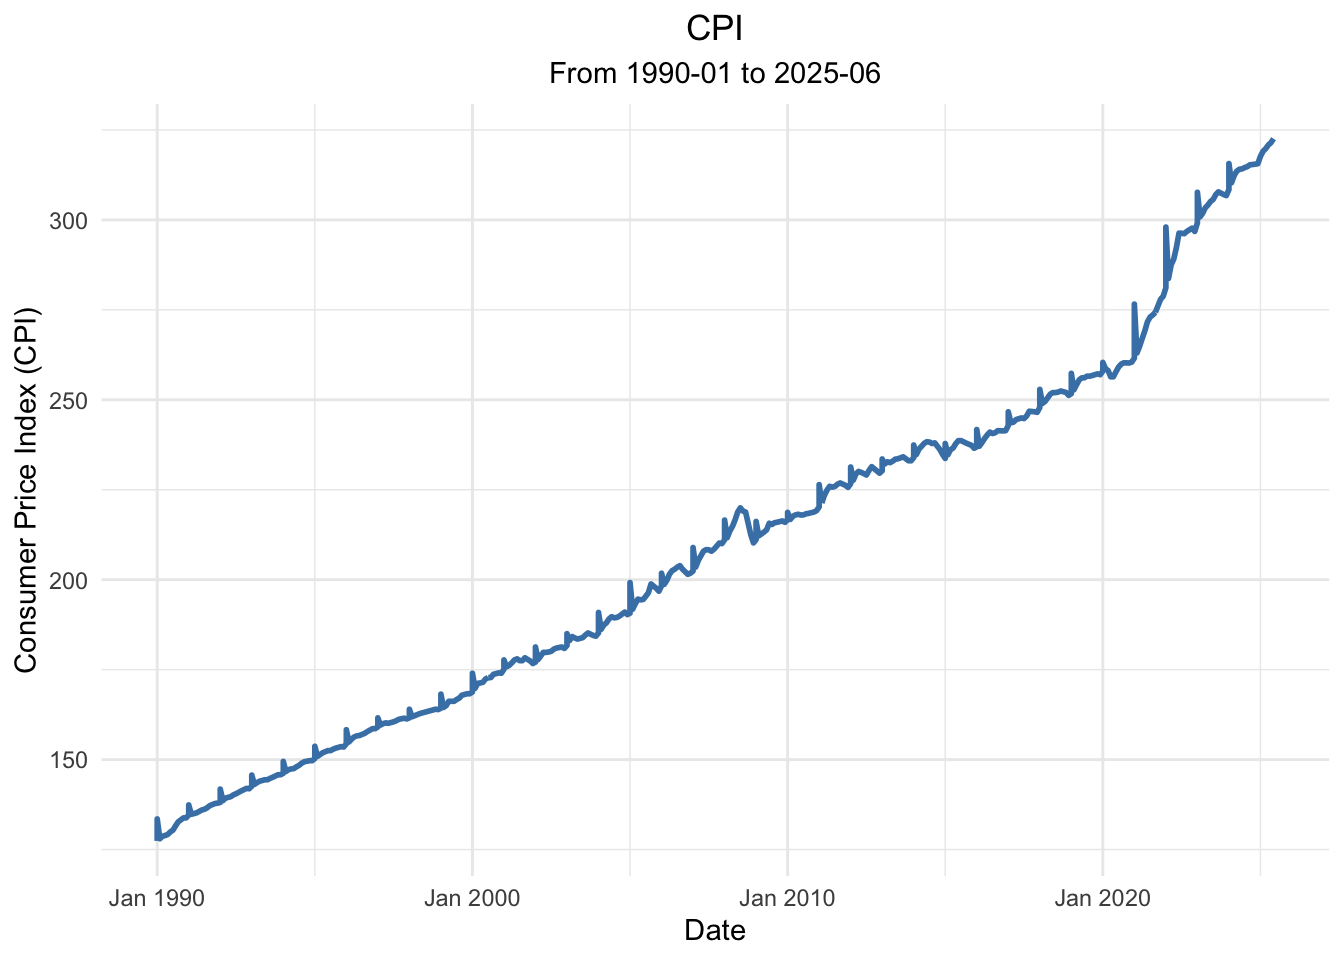 CPI
From 1990-01 to 2025-06
Consumer Price Index (CPI)
300
250
200
150
Jan 1990
Jan 2000
Jan 2010
Jan 2020
Date